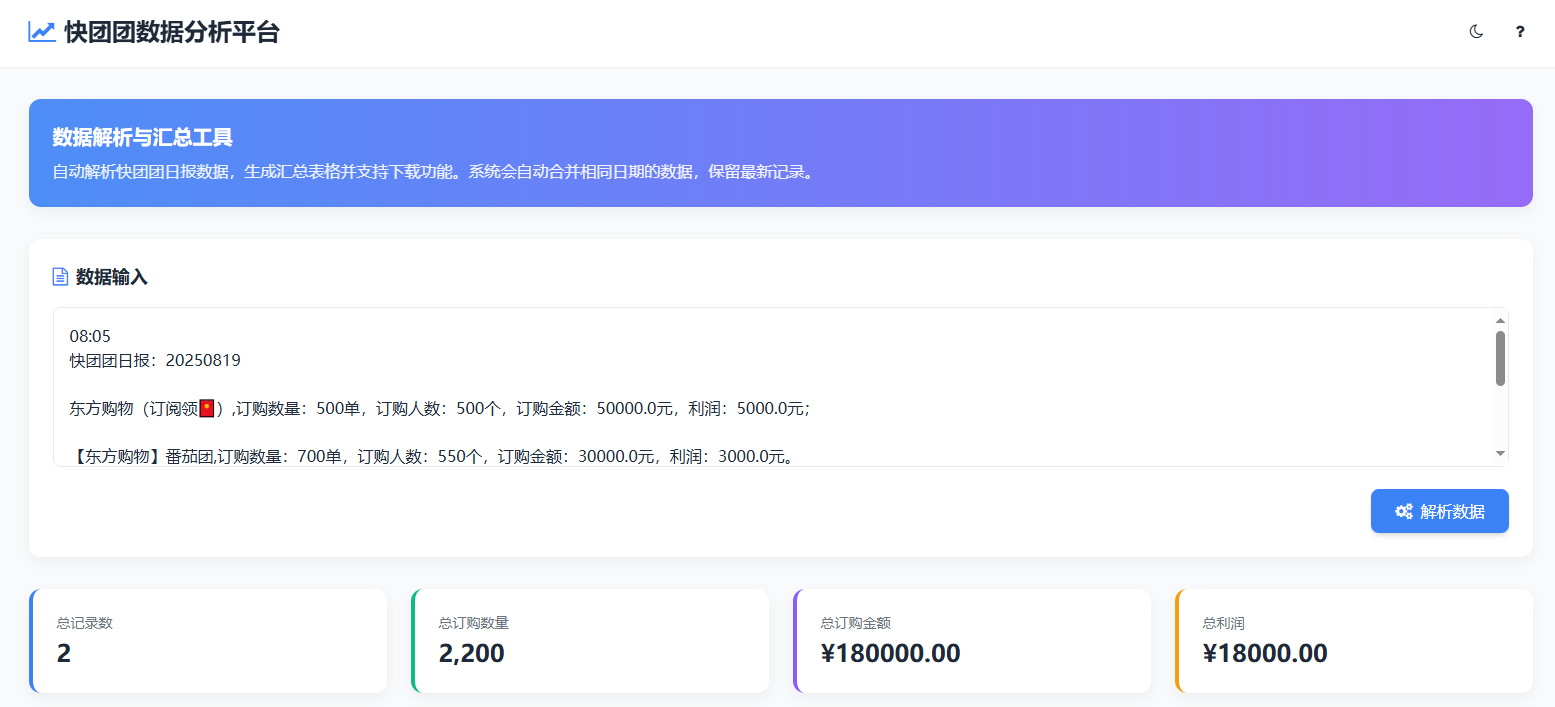 快团团数据分析平台
?
数据解析与汇总工具
自动解析快团团日报数据，生成汇总表格并支持下载功能。系统会自动合并相同日期的数据，保留最新记录。
数据输入
08:05
快团团日报：20250819
东方购物（订阅领🧧）,订购数量：500单，订购人数：500个，订购金额：50000.0元，利润：5000.0元；
【东方购物】番茄团,订购数量：700单，订购人数：550个，订购金额：30000.0元，利润：3000.0元。
解析数据
总记录数
2
总订购数量
2,200
总订购金额
¥180000.00
总利润
¥18000.00